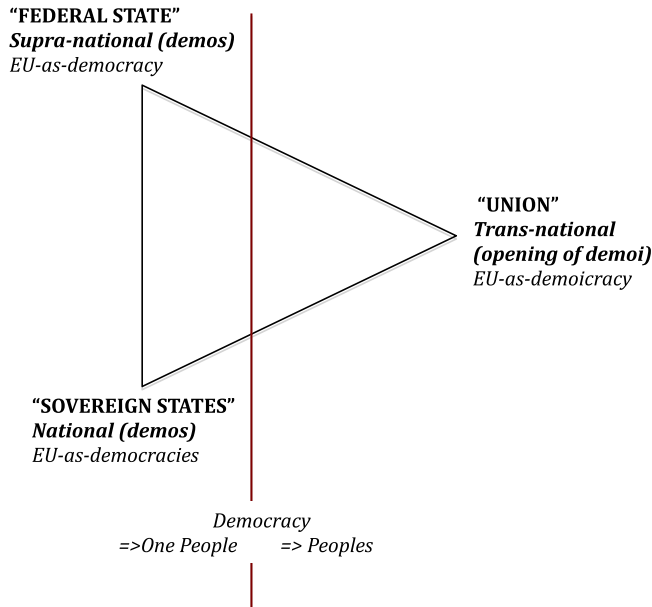 “FEDERAL STATE”
Supra-national (demos)
EU-as-democracy
“UNION”
Trans-national
(opening of demoi)
EU-as-demoicracy
“SOVEREIGN STATES”
National (demos)
EU-as-democracies
Democracy
=>One People => Peoples